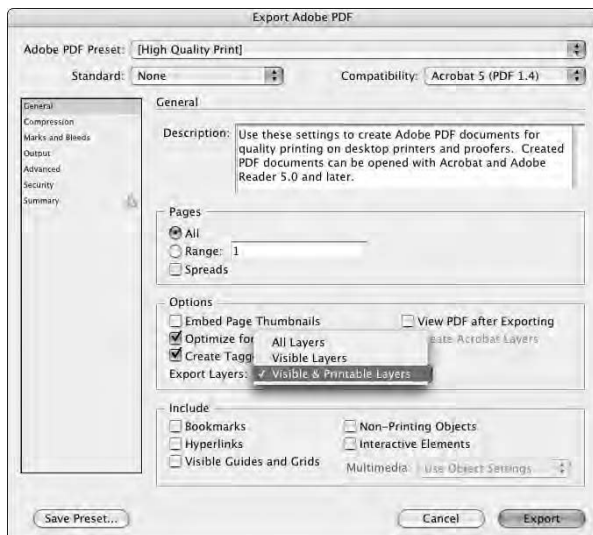 Export Adobe PDF
Adobe PDF Preset: [High Quality Print]
Standard: None Compatibility: Acrobat 5 (PDF 1.4)
General
Compression
Marks and Bleeds
Output
Advanced
Security
Summary
General
Description: Use these settings to create Adobe PDF documents for
quality printing on desktop printers and proofers. Created
PDF documents can be opened with Acrobat and Adobe
Reader 5.0 and later.
Pages
All
Range: 1
Spreads
Options
Embed Page Thumbnails View PDF after Exporting
Optimize for All Layers Acrobat Layers
Create Visible Layers
Export Layers: ✓ Visible & Printable Layers
Include
Bookmarks Non-Printing Objects
Hyperlinks Interactive Elements
Visible Guides and Grids Multimedia Use Object Settings
Save Preset... Cancel Export